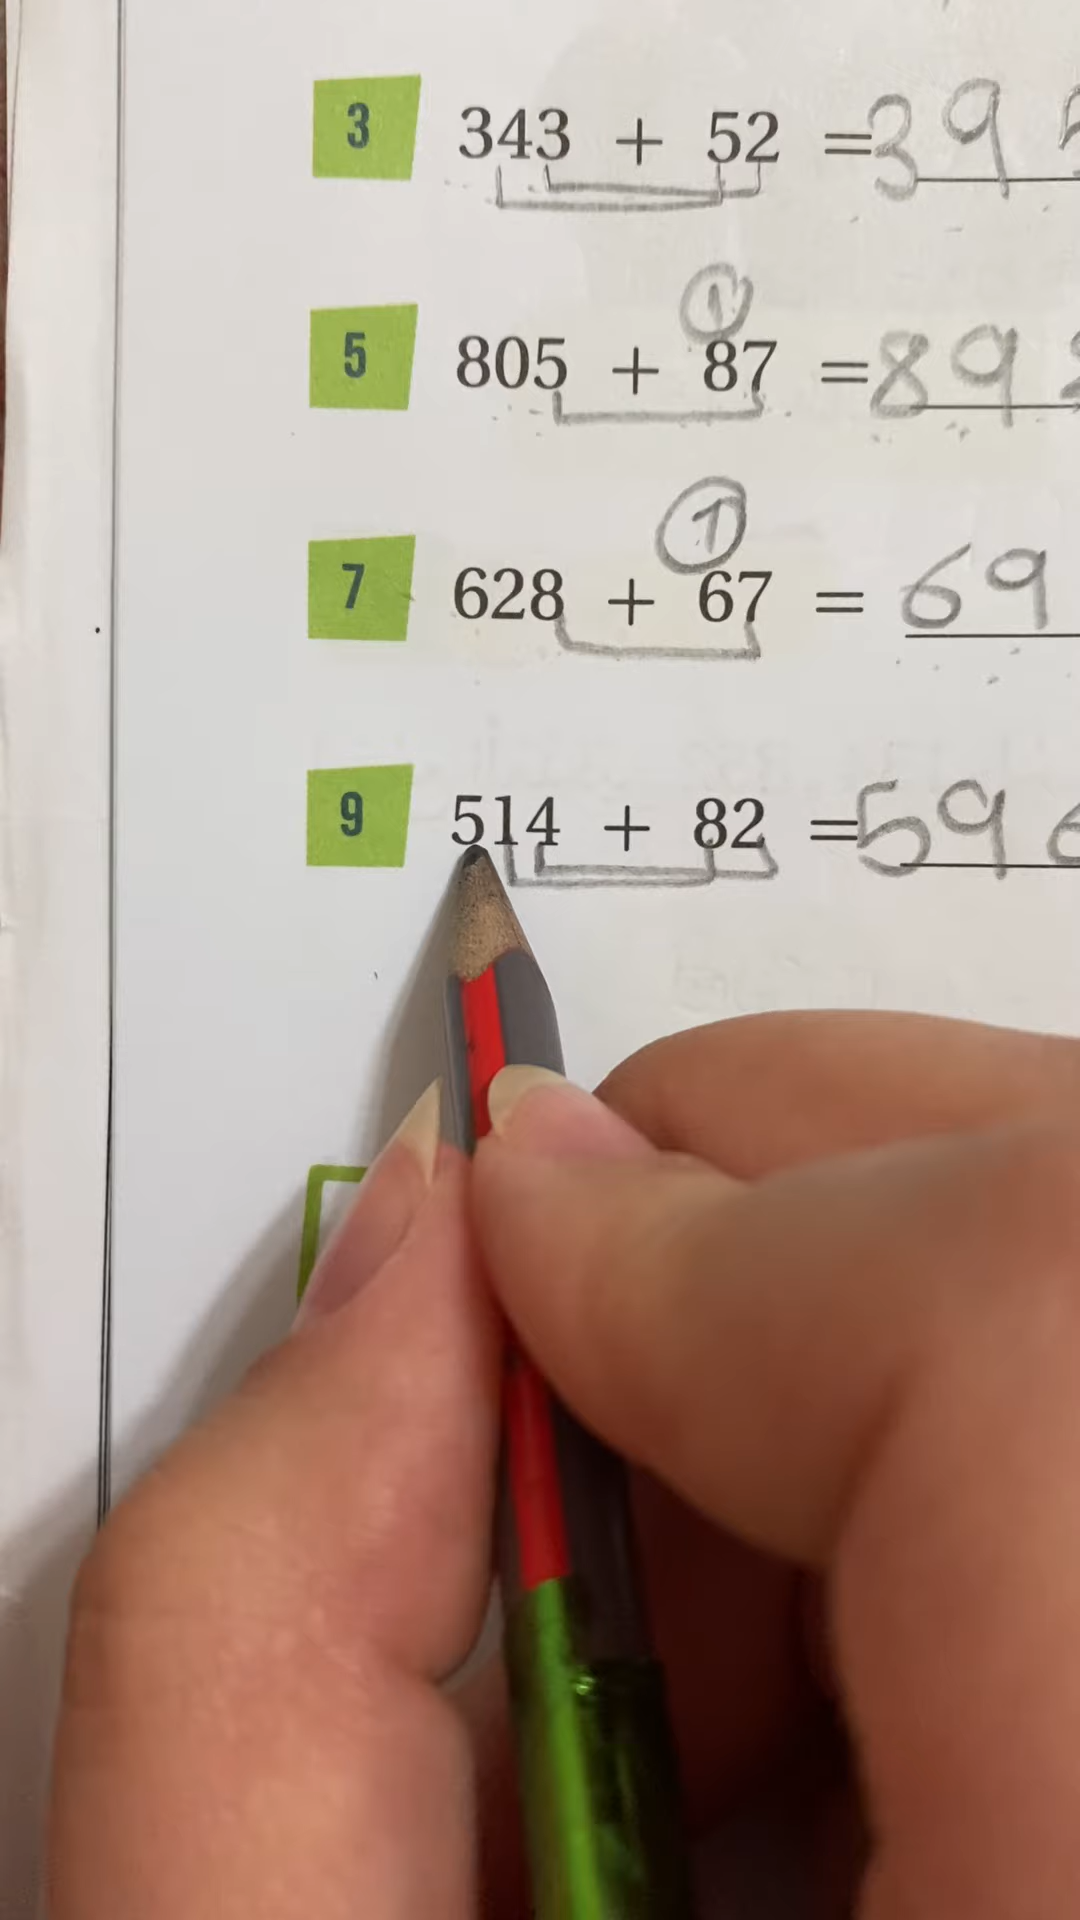 3 343 + 52 = 39
①
5 805 + 87 = 89
①
7 628 + 67 = 69
9 514 + 82 = 59